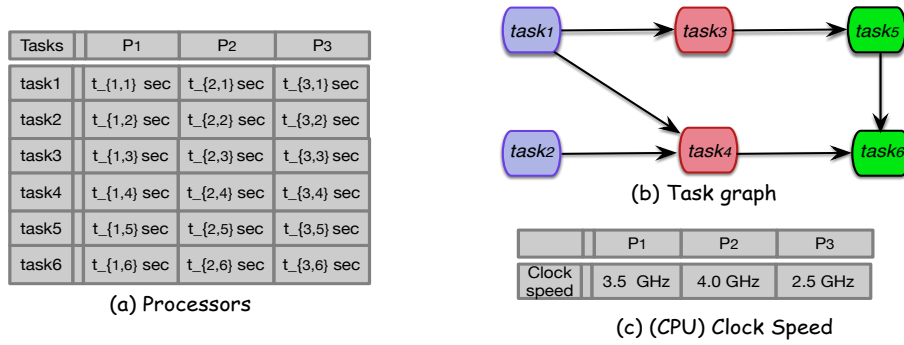 Tasks P1 P2 P3
task1 t_{1,1} sec t_{2,1} sec t_{3,1} sec
task2 t_{1,2} sec t_{2,2} sec t_{3,2} sec
task3 t_{1,3} sec t_{2,3} sec t_{3,3} sec
task4 t_{1,4} sec t_{2,4} sec t_{3,4} sec
task5 t_{1,5} sec t_{2,5} sec t_{3,5} sec
task6 t_{1,6} sec t_{2,6} sec t_{3,6} sec
(a) Processors
task1 task3 task5
task2 task4 task6
(b) Task graph
P1 P2 P3
Clock speed 3.5 GHz 4.0 GHz 2.5 GHz
(c) (CPU) Clock Speed